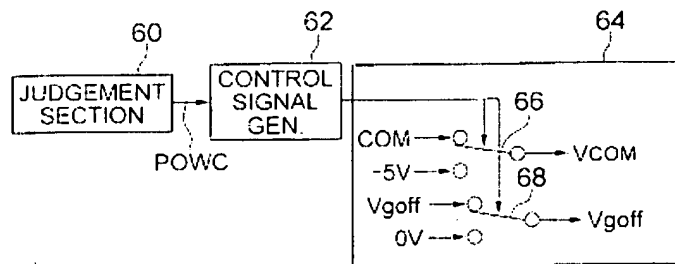 60
62
64
JUDGEMENT
SECTION
CONTROL
SIGNAL
GEN.
POWC
66
COM
VCOM
-5V
68
Vgoff
Vgoff
0V